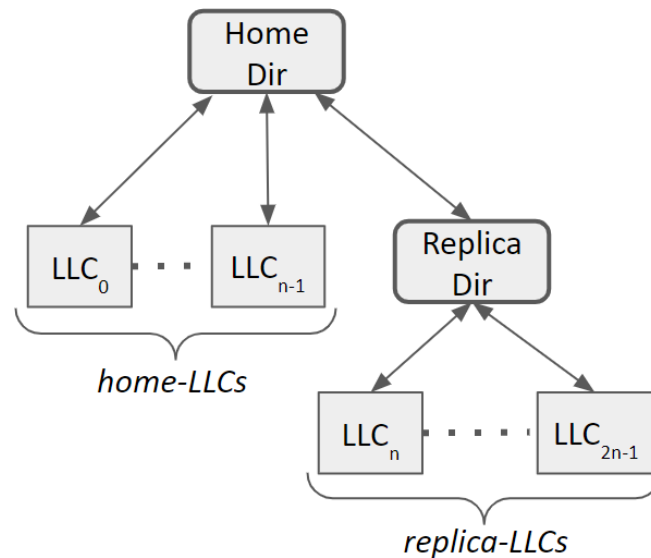 Home
Dir
LLC0 . . . LLCn-1
Replica
Dir
home-LLCs
LLCn ...... LLC2n-1
replica-LLCs